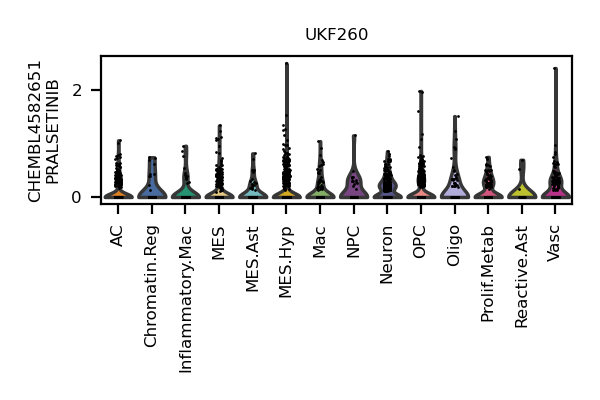 UKF260
CHEMBL4582651
PRALSETINIB
2
0
AC
Chromatin.Reg
Inflammatory.Mac
MES
MES.Ast
MES.Hyp
Mac
NPC
Neuron
OPC
Oligo
Prolif.Metab
Reactive.Ast
Vasc